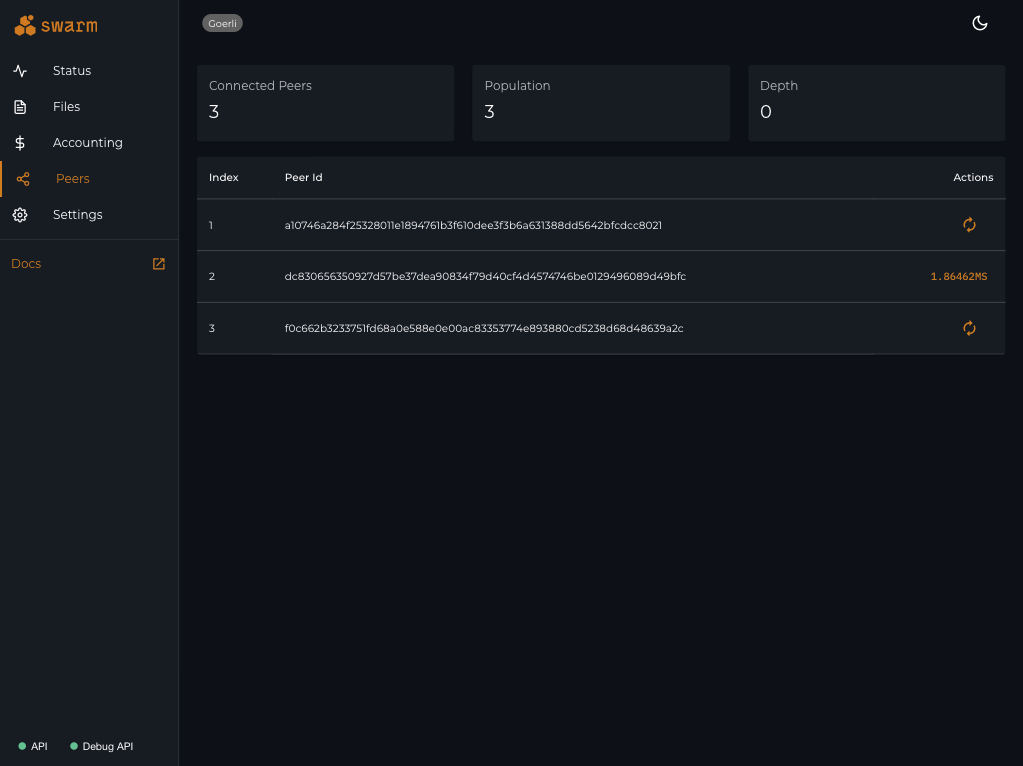 swarm
Goerli
Status
Files
Accounting
Peers
Settings
Docs
Connected Peers
3
Population
3
Depth
0
Index Peer Id Actions
1 a10746a284f25328011e1894761b3f610dee3f3b6a631388dd5642bfcdcc8021
2 dc830656350927d57be37dea90834f79d40cf4d4574746be0129496089d49bfc 1.86462MS
3 f0c662b3233751fd68a0e588e0e00ac83353774e893880cd5238d68d48639a2c
API Debug API